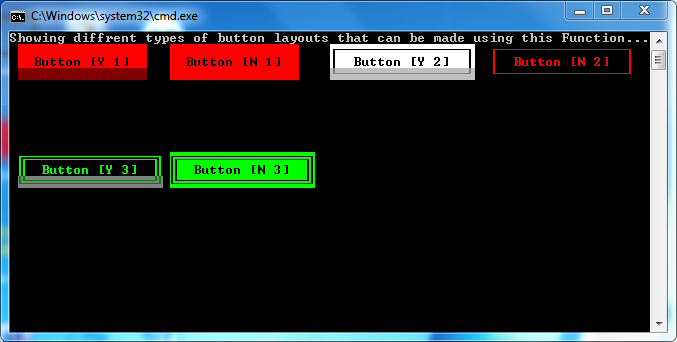 C:\Windows\system32\cmd.exe
Showing diffrent types of button layouts that can be made using this Function...
Button [Y 1] Button [N 1] Button [Y 2] Button [N 2]
Button [Y 3] Button [N 3]